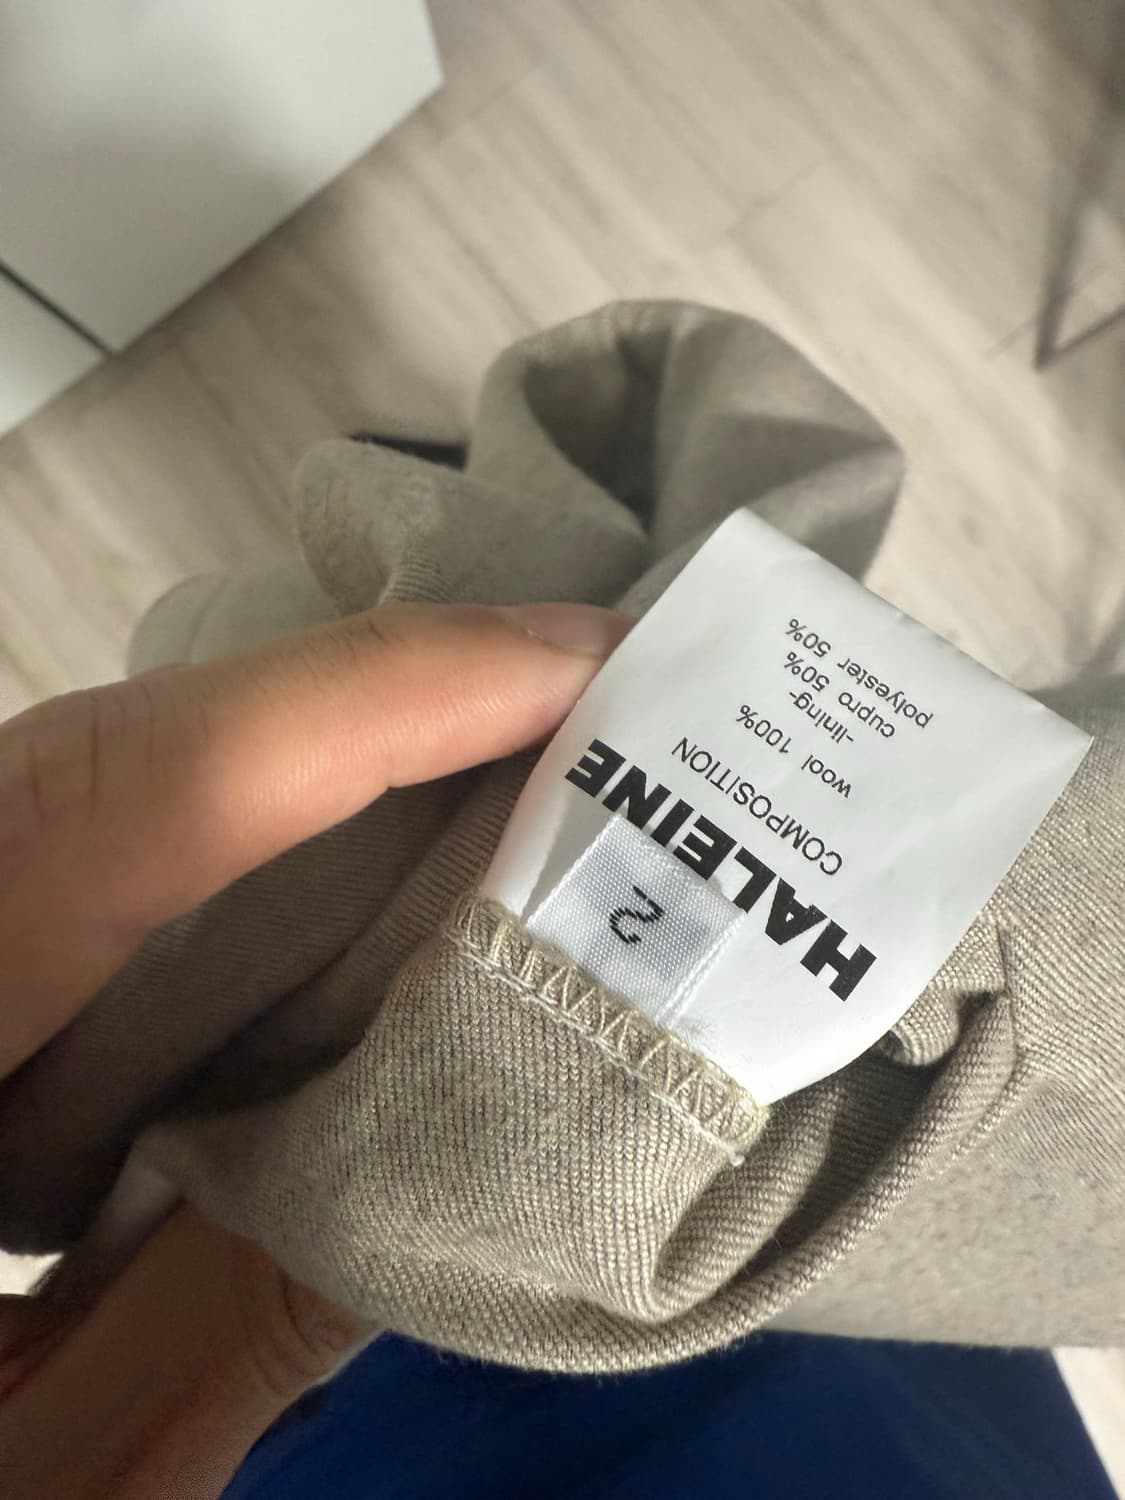 HALEINE
COMPOSITION
wool 100%
-lining-
cupro 50%
polyester 50%
2